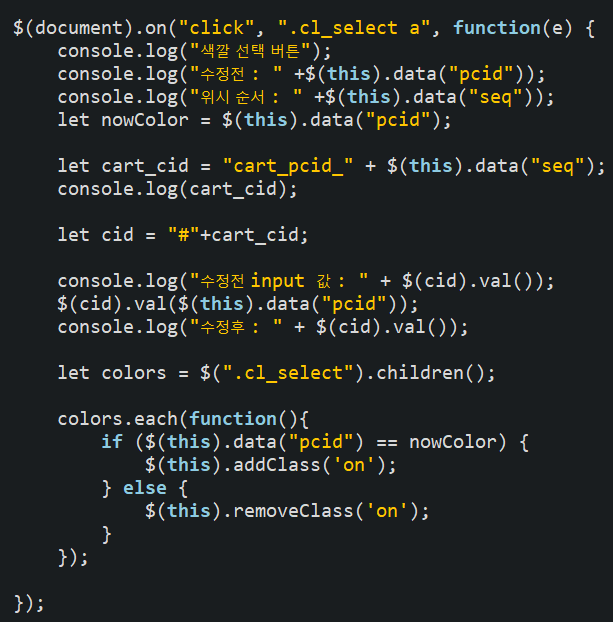 $(document).on("click", ".cl_select a", function(e) {
    console.log("색깔 선택 버튼");
    console.log("수정전 : " +$(this).data("pcid"));
    console.log("위시 순서 : " +$(this).data("seq"));
    let nowColor = $(this).data("pcid");

    let cart_cid = "cart_pcid_" + $(this).data("seq");
    console.log(cart_cid);

    let cid = "#"+cart_cid;

    console.log("수정전 input 값 : " + $(cid).val());
    $(cid).val($(this).data("pcid"));
    console.log("수정후 : " + $(cid).val());

    let colors = $(".cl_select").children();

    colors.each(function(){
        if ($(this).data("pcid") == nowColor) {
            $(this).addClass('on');
        } else {
            $(this).removeClass('on');
        }
    });

});